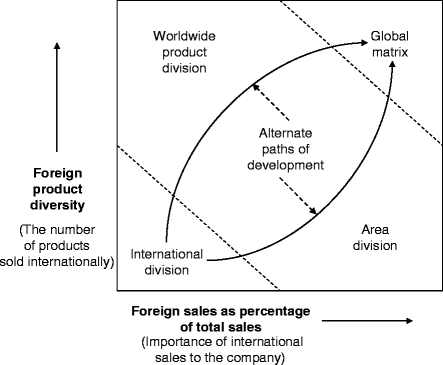 Worldwide
product
division
Global
matrix
Alternate
paths of
development
Foreign
product
diversity
(The number
of products
sold internationally)
International
division
Area
division
Foreign sales as percentage
of total sales
(Importance of international
sales to the company)